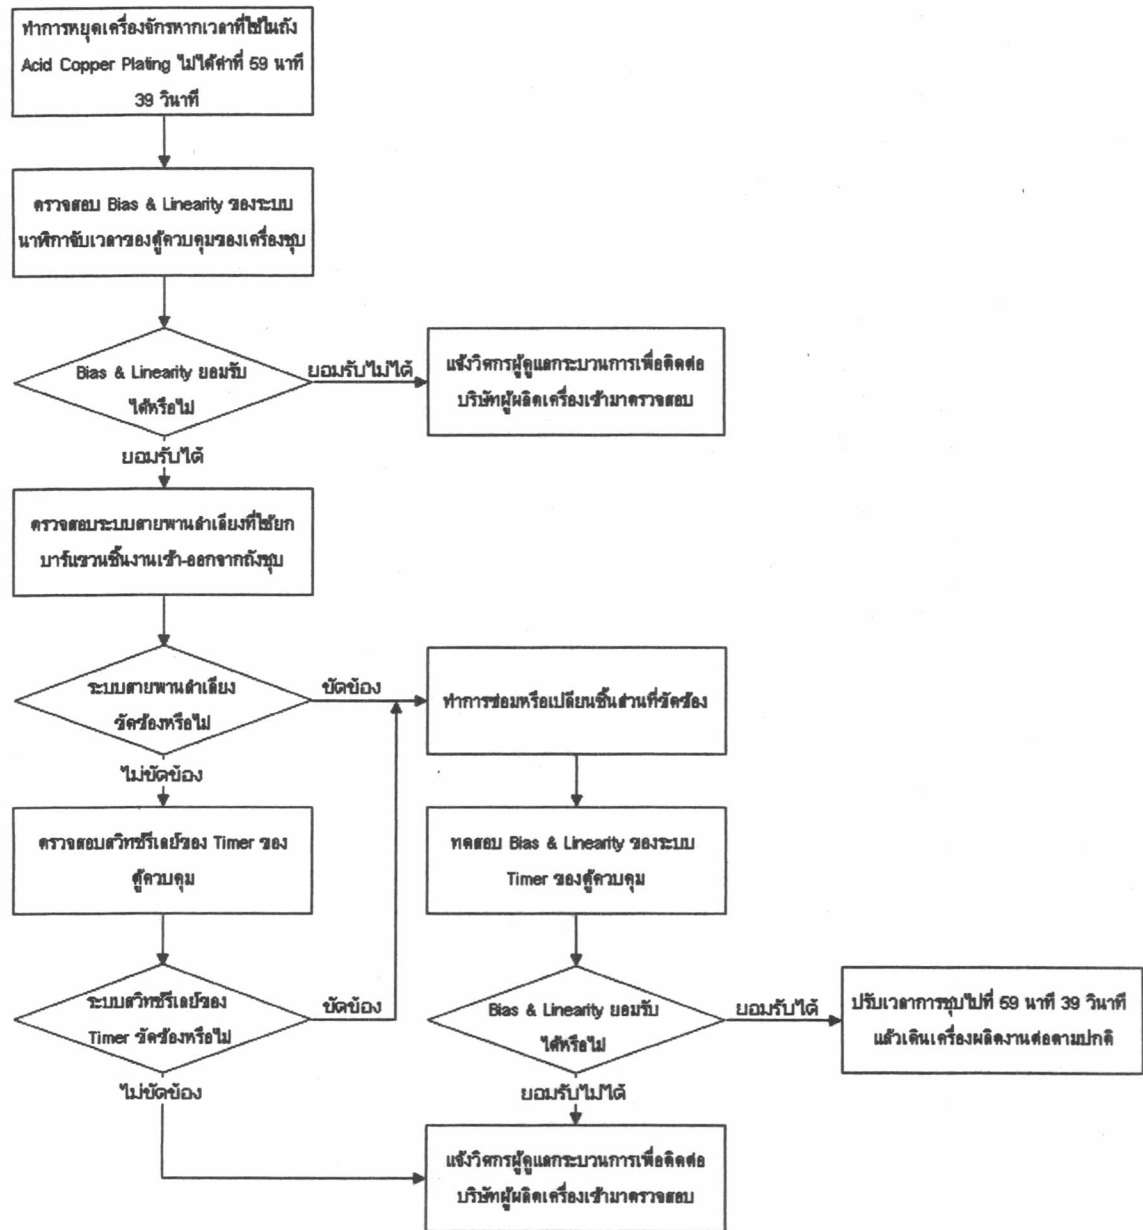 ทำการหยุดเครื่องจักรหากเวลาที่ใช้ในถัง
Acid Copper Plating ไม่ได้ค่าที่ 59 นาที
39 วินาที
ตรวจสอบ Bias & Linearity ของระบบ
นาฬิกาจับเวลาของตู้ควบคุมของเครื่องชุบ
Bias & Linearity ยอมรับ
ได้หรือไม่
ยอมรับไม่ได้
แจ้งวิศกรผู้ดูแลกระบวนการเพื่อติดต่อ
บริษัทผู้ผลิตเครื่องเข้ามาตรวจสอบ
ยอมรับได้
ตรวจสอบระบบสายพานลำเลียงที่ใช้ยก
บาร์แขวนชิ้นงานเข้า-ออกจากถังชุบ
ระบบสายพานลำเลียง
ขัดข้องหรือไม่
ขัดข้อง
ทำการซ่อมหรือเปลี่ยนชิ้นส่วนที่ขัดข้อง
ไม่ขัดข้อง
ตรวจสอบสวิทช์รีเลย์ของ Timer ของ
ตู้ควบคุม
ทดสอบ Bias & Linearity ของระบบ
Timer ของตู้ควบคุม
ระบบสวิทช์รีเลย์ของ
Timer ขัดข้องหรือไม่
ขัดข้อง
Bias & Linearity ยอมรับ
ได้หรือไม่
ยอมรับได้
ปรับเวลาการชุบไปที่ 59 นาที 39 วินาที
แล้วเดินเครื่องผลิตงานต่อตามปกติ
ไม่ขัดข้อง
ยอมรับไม่ได้
แจ้งวิศกรผู้ดูแลกระบวนการเพื่อติดต่อ
บริษัทผู้ผลิตเครื่องเข้ามาตรวจสอบ